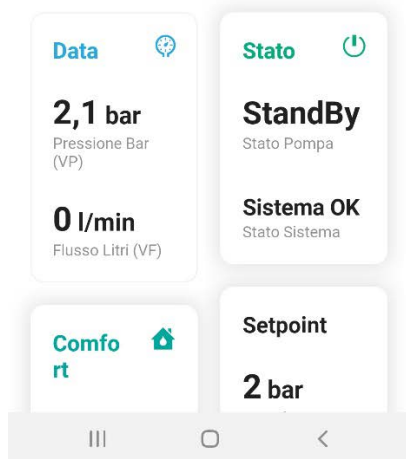 Data
2,1 bar
Pressione Bar
(VP)
0 l/min
Flusso Litri (VF)
Stato
StandBy
Stato Pompa
Sistema OK
Stato Sistema
Comfo
rt
Setpoint
2 bar